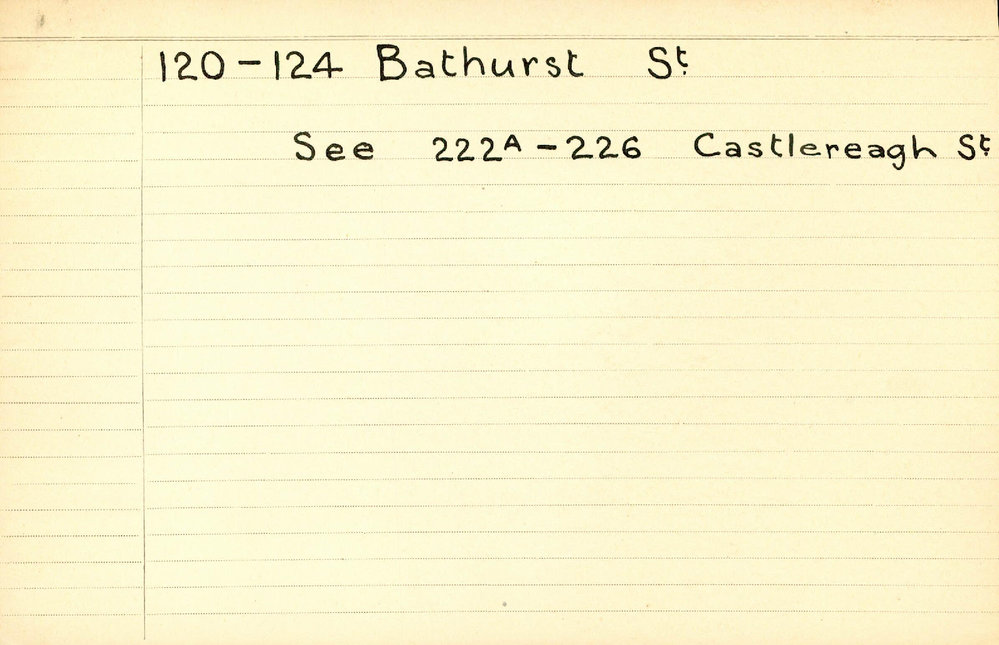 120-124 Bathurst St.
See 222A-226 Castlereagh St.